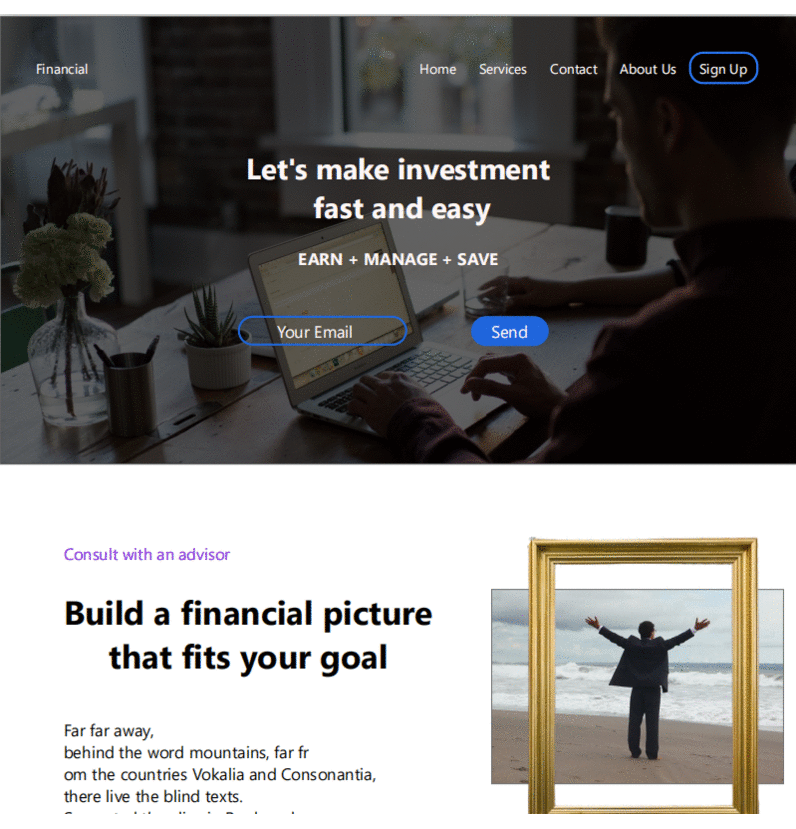 Financial
Home Services Contact About Us Sign Up
Let's make investment
fast and easy
EARN + MANAGE + SAVE
Your Email Send
Consult with an advisor
Build a financial picture
that fits your goal
Far far away,
behind the word mountains, far fr
om the countries Vokalia and Consonantia,
there live the blind texts.